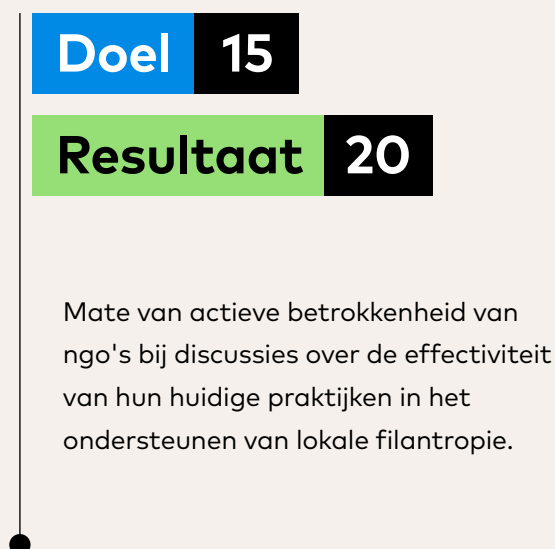 Doel 15
Resultaat 20
Mate van actieve betrokkenheid van
ngo's bij discussies over de effectiviteit
van hun huidige praktijken in het
ondersteunen van lokale filantropie.